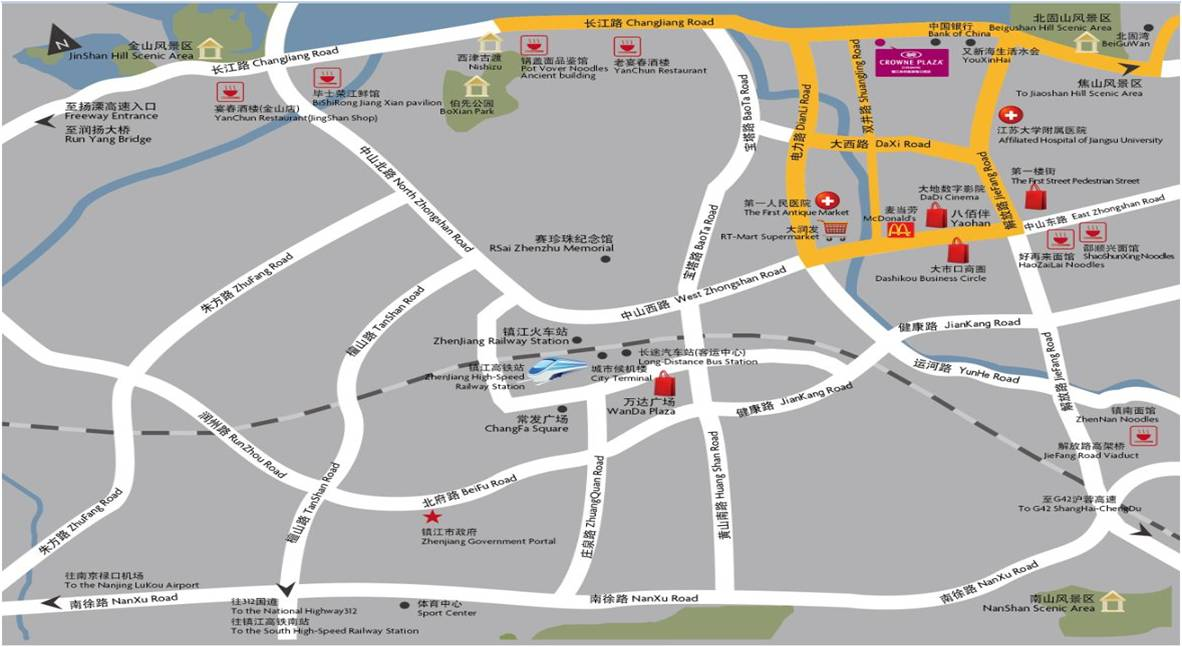 N
金山风景区
JinShan Hill Scenic Area
长江路 ChangJiang Road
长江路 ChangJiang Road
西津古渡
Nishizu
锅盖面品鉴馆
Pot Vover Noodles
Ancient building
老宴春酒楼
YanChun Restaurant
中国银行
Bank of China
CROWNE PLAZA
又新海生活水会
YouXinHai
北固山风景区
Beigushan Hill Scenic Area
北固湾
BeiGuWan
焦山风景区
To Jiaoshan Hill Scenic Area
至扬溧高速入口
Freeway Entrance
至润扬大桥
Run Yang Bridge
宴春酒楼(金山店)
YanChun Restaurant(JingShan Shop)
毕士荣江鲜馆
BiShiRong Jiang Xian pavilion
伯先公园
BoXian Park
宝塔路 BaoTa Road
电力路 DianLi Road
双井路 Shuangjing Road
大西路 DaXi Road
江苏大学附属医院
Affiliated Hospital of Jiangsu University
解放路 JieFang Road
第一楼街
The First Street Pedestrian Street
中山北路 North Zhongshan Road
第一人民医院
The First Antique Market
大润发
RT-Mart Supermarket
麦当劳
McDonald's
大地数字影院
DaDi Cinema
八佰伴
Yaohan
中山东路 East Zhongshan Road
好再来面馆
HaoZaiLai Noodles
邵顺兴面馆
ShaoShunXing Noodles
大市口商圈
Dashikou Business Circle
赛珍珠纪念馆
RSai Zhenzhu Memorial
宝塔路 BaoTa Road
中山西路 West Zhongshan Road
朱方路 ZhuFang Road
檀山路 TanShan Road
镇江火车站
ZhenJiang Railway Station
镇江高铁站
ZhenJiang High-Speed
Railway Station
城市候机楼
City Terminal
长途汽车站(客运中心)
Long-Distance Bus Station
万达广场
WanDa Plaza
常发广场
ChangFa Square
健康路 JianKang Road
健康路 JianKang Road
运河路 YunHe Road
解放路 JieFang Road
镇南面馆
ZhenNan Noodles
解放路高架桥
JieFang Road Viaduct
润州路 RunZhou Road
北府路 BeiFu Road
镇江市政府
Zhenjiang Government Portal
檀山路 TanShan Road
庄泉路 ZhuangQuan Road
黄山南路 Huang Shan Road
至G42沪蓉高速
To G42 ShangHai-ChengDu
朱方路 ZhuFang Road
往南京禄口机场
To the Nanjing LuKou Airport
南徐路 NanXu Road
往312国道
To the National Highway312
往镇江高铁南站
To the South High-Speed Railway Station
体育中心
Sport Center
南徐路 NanXu Road
南徐路 NanXu Road
南山风景区
NanShan Scenic Area